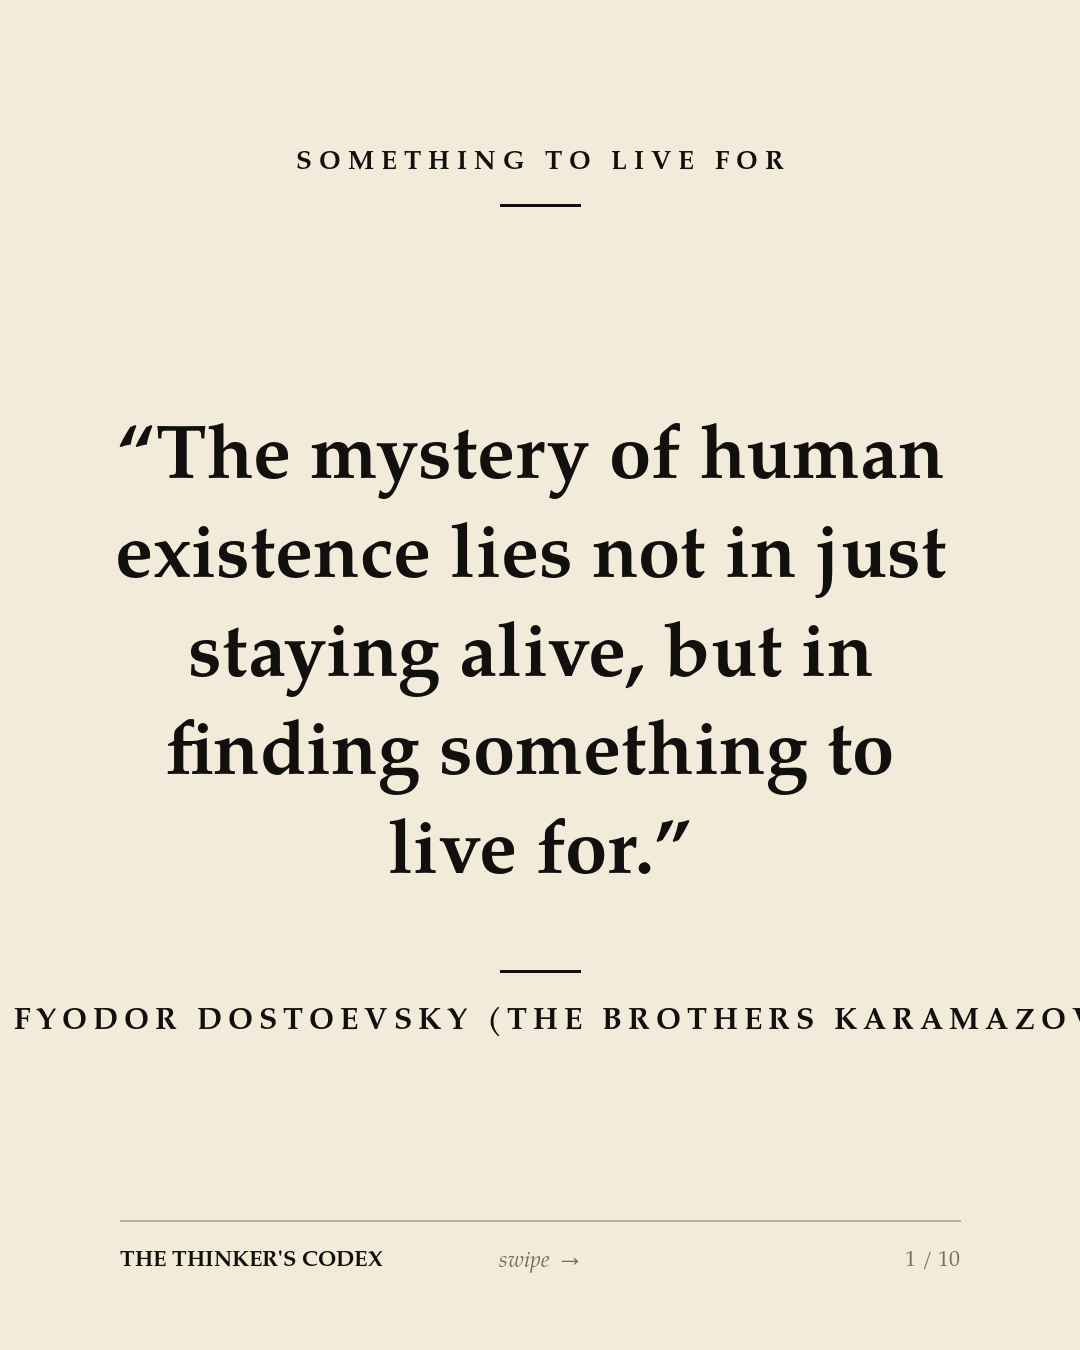 SOMETHING TO LIVE FOR
“The mystery of human
existence lies not in just
staying alive, but in
finding something to
live for.”
FYODOR DOSTOEVSKY (THE BROTHERS KARAMAZOV
THE THINKER'S CODEX
swipe →
1 / 10